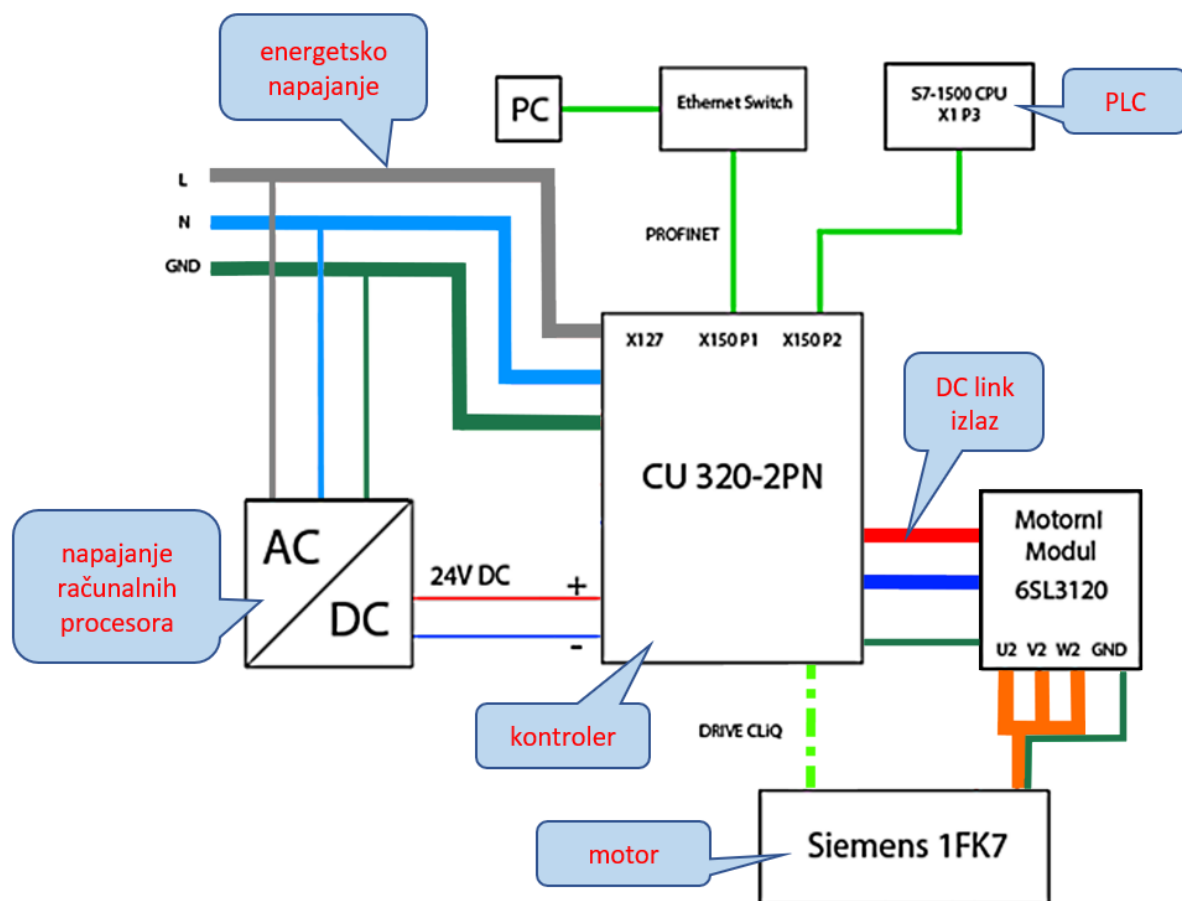 energetsko
napajanje
PC
Ethernet Switch
S7-1500 CPU
X1 P3
PLC
L
N
GND
PROFINET
X127
X150 P1
X150 P2
DC link
izlaz
CU 320-2PN
Motorni
Modul
6SL3120
U2 V2 W2 GND
napajanje
računalnih
procesora
AC
DC
24V DC
+
-
kontroler
DRIVE CLiQ
motor
Siemens 1FK7